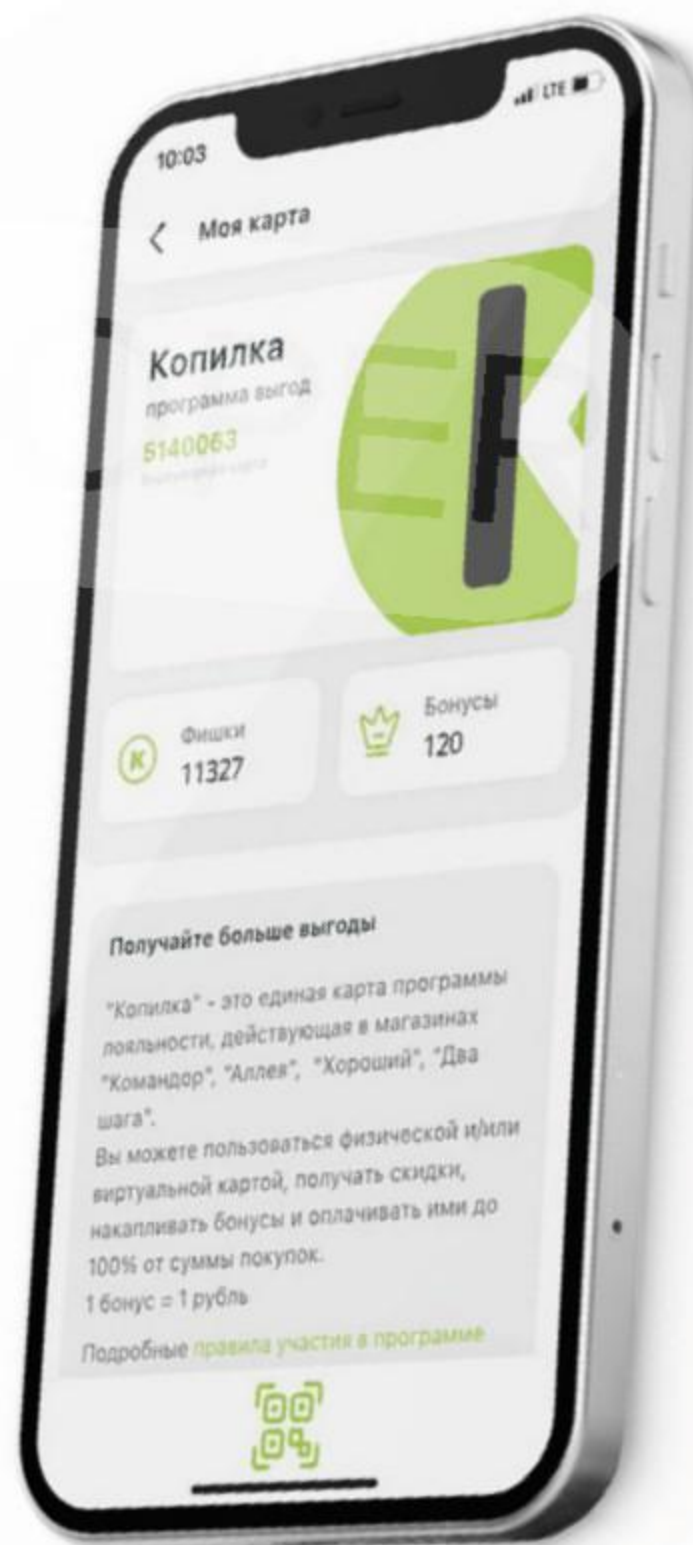 10:03
LTE
Моя карта
Копилка
программа выгод
5140063
Фишки
11327
Бонусы
120
Получайте больше выгоды
"Копилка" - это единая карта программы
лояльности, действующая в магазинах
"Командор", "Аллея", "Хороший", "Два
шага".
Вы можете пользоваться физической и/или
виртуальной картой, получать скидки,
накапливать бонусы и оплачивать ими до
100% от суммы покупок.
1 бонус = 1 рубль
Подробные правила участия в программе